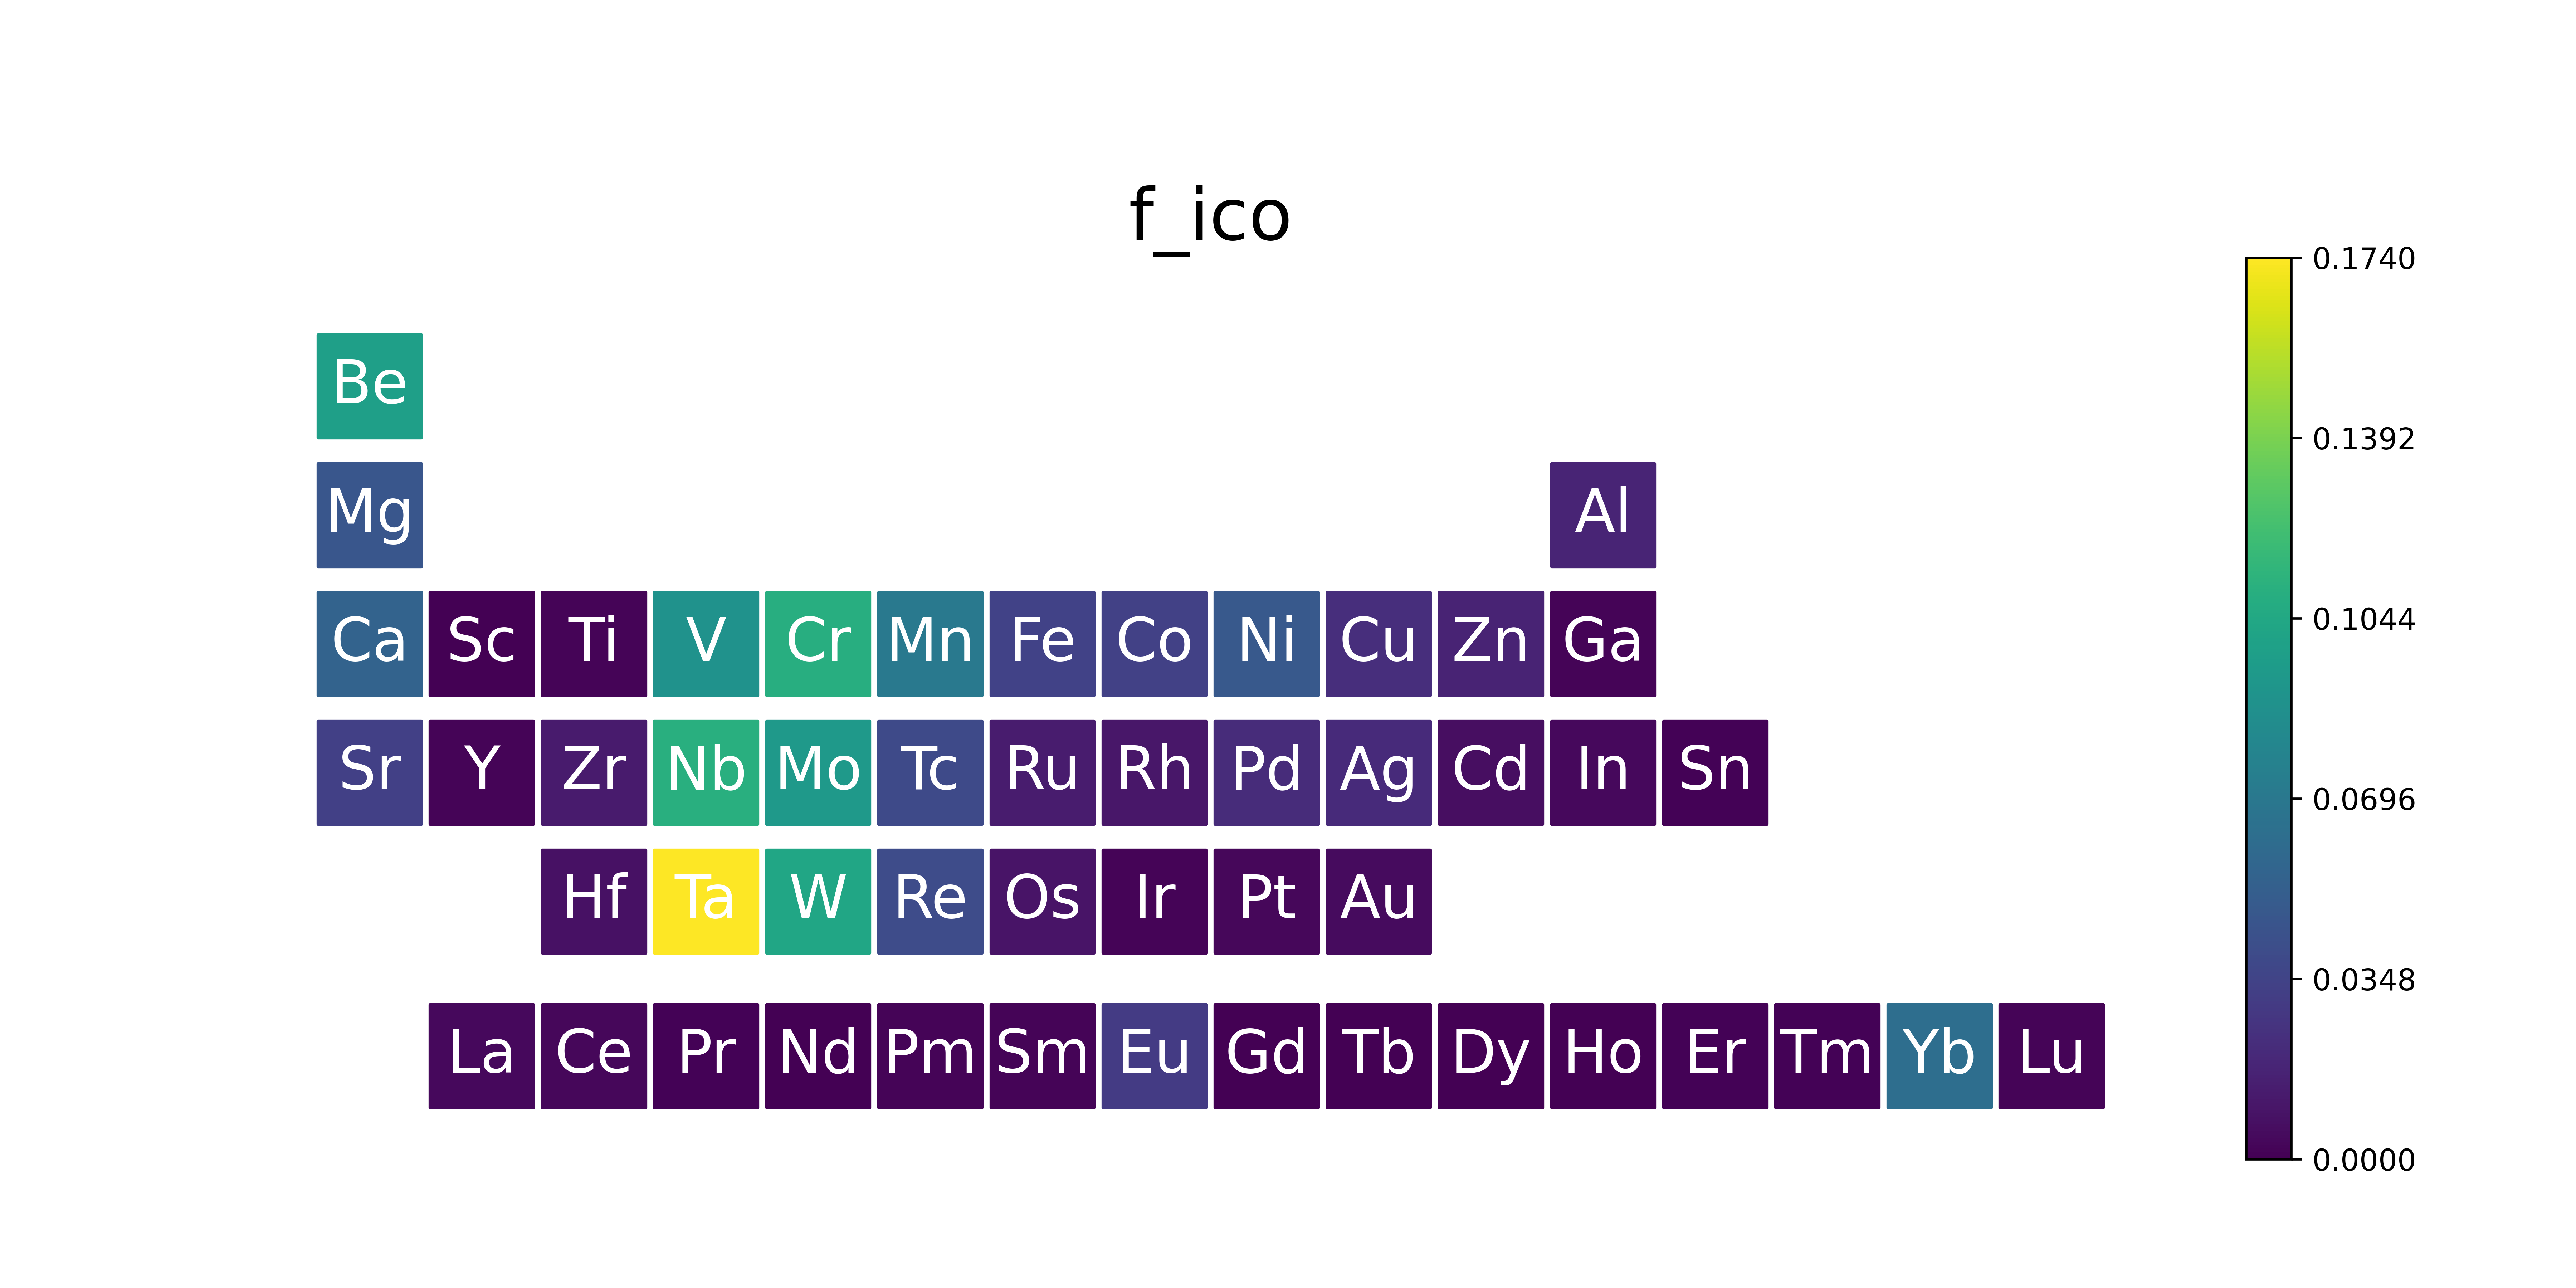 f_ico
0.1740
Be
0.1392
Mg Al
Ca Sc Ti V Cr Mn Fe Co Ni Cu Zn Ga
0.1044
Sr Y Zr Nb Mo Tc Ru Rh Pd Ag Cd In Sn
0.0696
Hf Ta W Re Os Ir Pt Au
0.0348
La Ce Pr Nd Pm Sm Eu Gd Tb Dy Ho Er Tm Yb Lu
0.0000